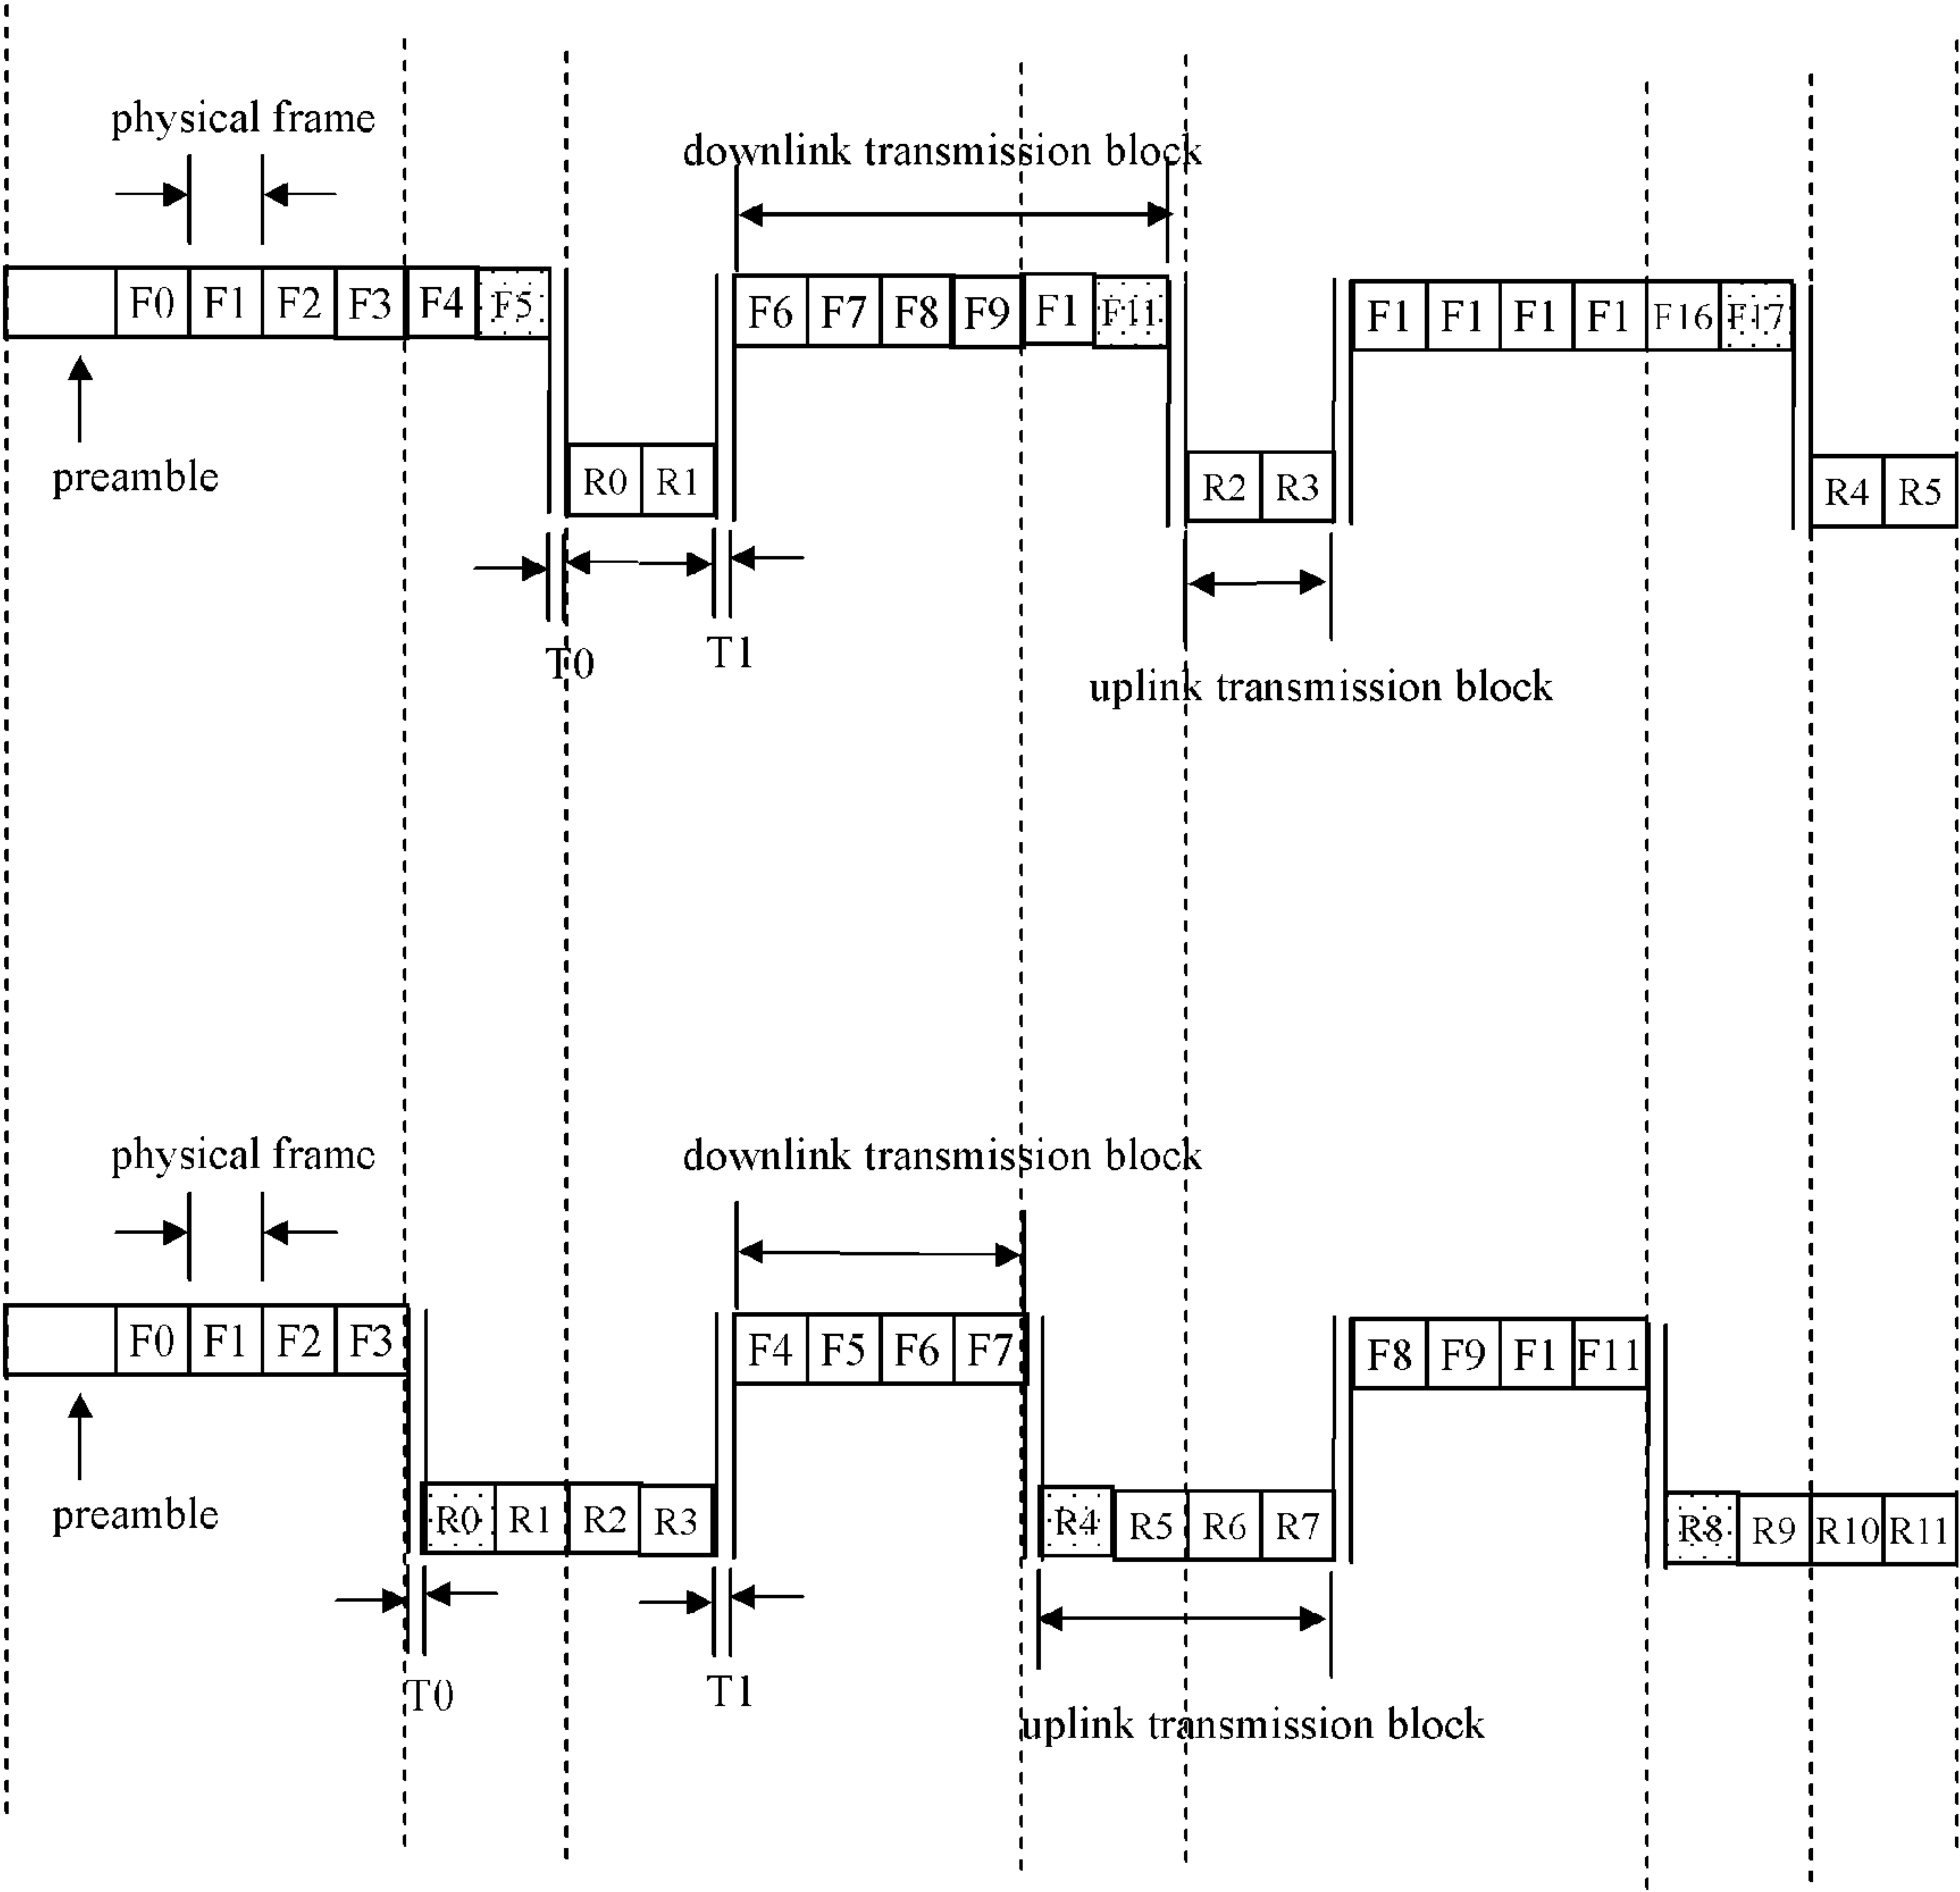 physical frame
downlink transmission block
F0 F1 F2 F3 F4 F5 F6 F7 F8 F9 F1 F11 F1 F1 F1 F1 F16 F17
preamble
R0 R1 R2 R3 R4 R5
T0 T1
uplink transmission block
physical frame
downlink transmission block
F0 F1 F2 F3 F4 F5 F6 F7 F8 F9 F1 F11
preamble
R0 R1 R2 R3 R4 R5 R6 R7 R8 R9 R10 R11
T0 T1
uplink transmission block